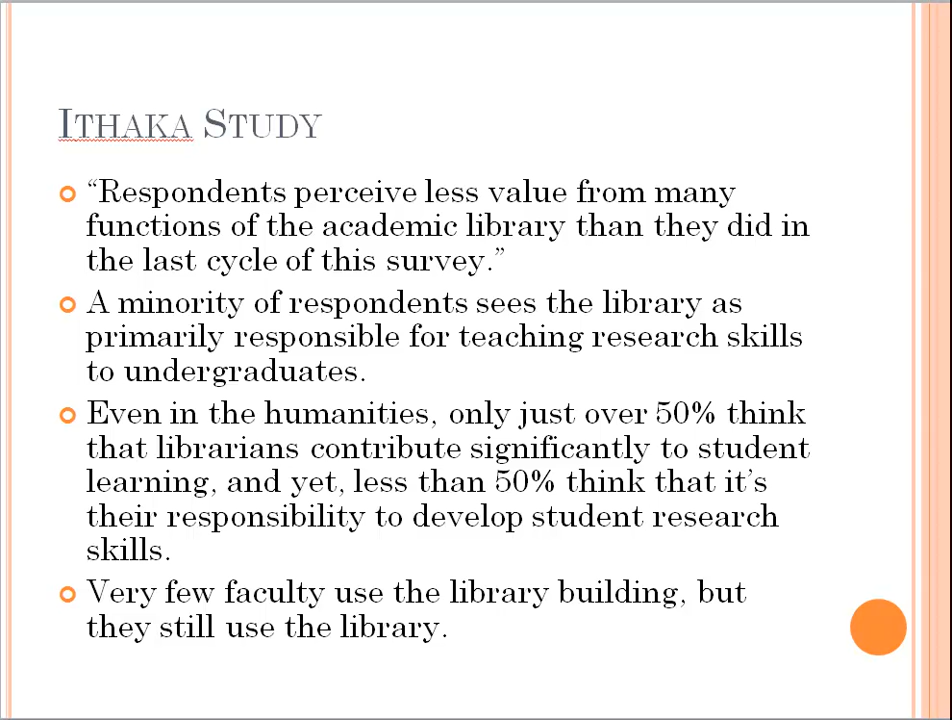 Ithaka Study
“Respondents perceive less value from many
functions of the academic library than they did in
the last cycle of this survey.”
A minority of respondents sees the library as
primarily responsible for teaching research skills
to undergraduates.
Even in the humanities, only just over 50% think
that librarians contribute significantly to student
learning, and yet, less than 50% think that it’s
their responsibility to develop student research
skills.
Very few faculty use the library building, but
they still use the library.